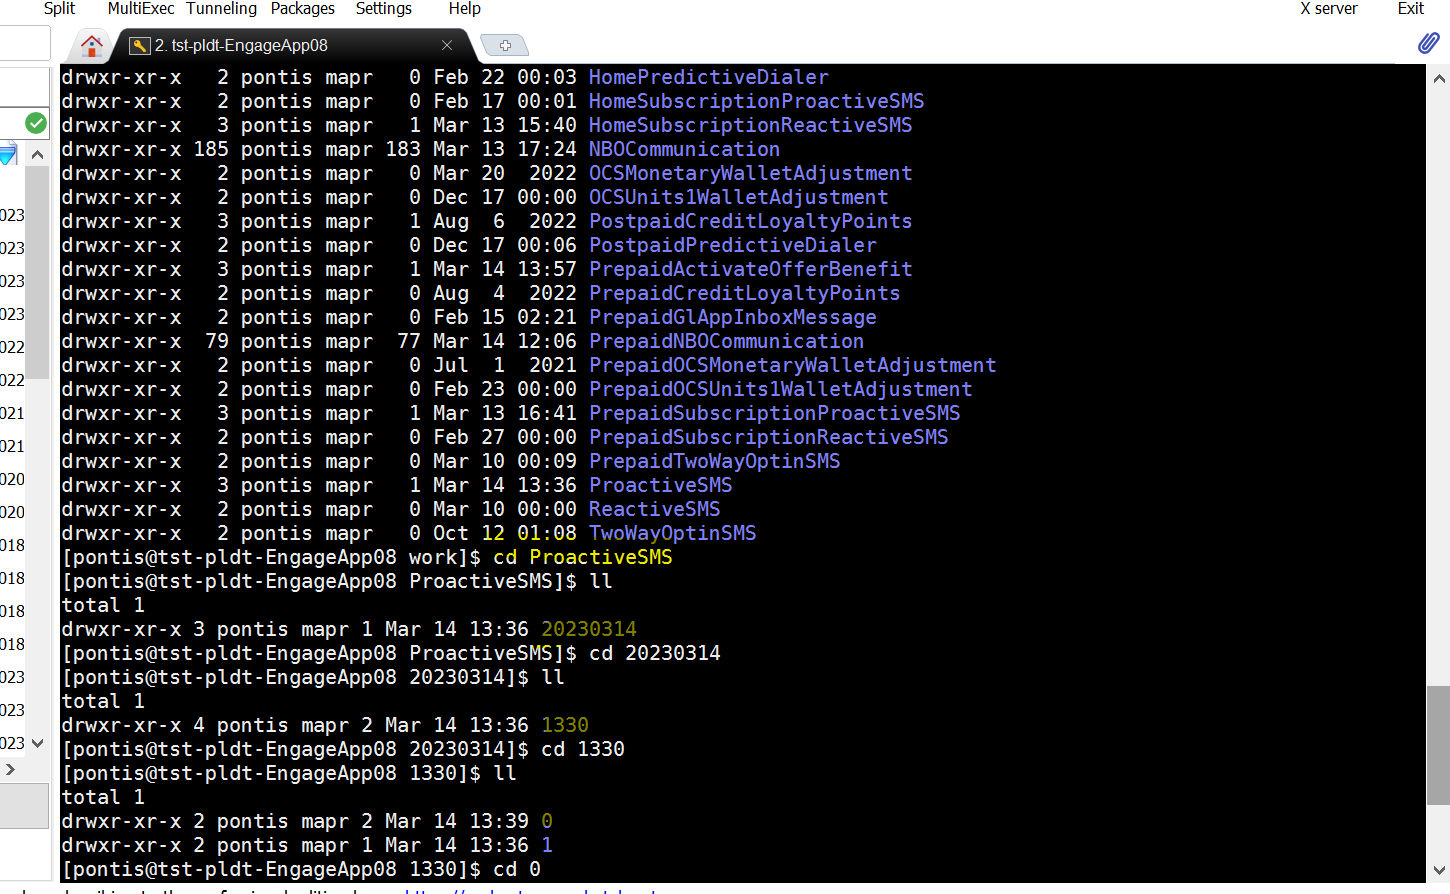 Split MultiExec Tunneling Packages Settings Help X server Exit
2. tst-pldt-EngageApp08
drwxr-xr-x   2 pontis mapr   0 Feb 22 00:03 HomePredictiveDialer
drwxr-xr-x   2 pontis mapr   0 Feb 17 00:01 HomeSubscriptionProactiveSMS
drwxr-xr-x   3 pontis mapr   1 Mar 13 15:40 HomeSubscriptionReactiveSMS
drwxr-xr-x 185 pontis mapr 183 Mar 13 17:24 NBOCommunication
drwxr-xr-x   2 pontis mapr   0 Mar 20  2022 OCSMonetaryWalletAdjustment
drwxr-xr-x   2 pontis mapr   0 Dec 17 00:00 OCSUnits1WalletAdjustment
drwxr-xr-x   3 pontis mapr   1 Aug  6  2022 PostpaidCreditLoyaltyPoints
drwxr-xr-x   2 pontis mapr   0 Dec 17 00:06 PostpaidPredictiveDialer
drwxr-xr-x   3 pontis mapr   1 Mar 14 13:57 PrepaidActivateOfferBenefit
drwxr-xr-x   2 pontis mapr   0 Aug  4  2022 PrepaidCreditLoyaltyPoints
drwxr-xr-x   2 pontis mapr   0 Feb 15 02:21 PrepaidGlAppInboxMessage
drwxr-xr-x  79 pontis mapr  77 Mar 14 12:06 PrepaidNBOCommunication
drwxr-xr-x   2 pontis mapr   0 Jul  1  2021 PrepaidOCSMonetaryWalletAdjustment
drwxr-xr-x   2 pontis mapr   0 Feb 23 00:00 PrepaidOCSUnits1WalletAdjustment
drwxr-xr-x   3 pontis mapr   1 Mar 13 16:41 PrepaidSubscriptionProactiveSMS
drwxr-xr-x   2 pontis mapr   0 Feb 27 00:00 PrepaidSubscriptionReactiveSMS
drwxr-xr-x   2 pontis mapr   0 Mar 10 00:09 PrepaidTwoWayOptinSMS
drwxr-xr-x   3 pontis mapr   1 Mar 14 13:36 ProactiveSMS
drwxr-xr-x   2 pontis mapr   0 Mar 10 00:00 ReactiveSMS
drwxr-xr-x   2 pontis mapr   0 Oct 12 01:08 TwoWayOptinSMS
[pontis@tst-pldt-EngageApp08 work]$ cd ProactiveSMS
[pontis@tst-pldt-EngageApp08 ProactiveSMS]$ ll
total 1
drwxr-xr-x 3 pontis mapr 1 Mar 14 13:36 20230314
[pontis@tst-pldt-EngageApp08 ProactiveSMS]$ cd 20230314
[pontis@tst-pldt-EngageApp08 20230314]$ ll
total 1
drwxr-xr-x 4 pontis mapr 2 Mar 14 13:36 1330
[pontis@tst-pldt-EngageApp08 20230314]$ cd 1330
[pontis@tst-pldt-EngageApp08 1330]$ ll
total 1
drwxr-xr-x 2 pontis mapr 2 Mar 14 13:39 0
drwxr-xr-x 2 pontis mapr 1 Mar 14 13:36 1
[pontis@tst-pldt-EngageApp08 1330]$ cd 0
023
023
023
023
022
022
021
021
020
020
018
018
018
018
023
023
023